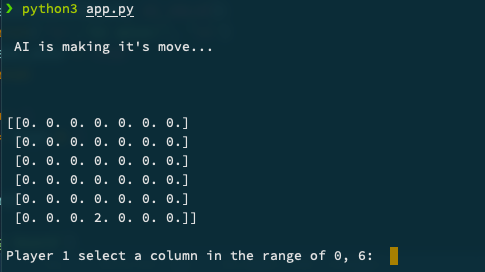 ❯ python3 app.py
AI is making it's move...
[[0. 0. 0. 0. 0. 0. 0.]
[0. 0. 0. 0. 0. 0. 0.]
[0. 0. 0. 0. 0. 0. 0.]
[0. 0. 0. 0. 0. 0. 0.]
[0. 0. 0. 0. 0. 0. 0.]
[0. 0. 0. 2. 0. 0. 0.]]
Player 1 select a column in the range of 0, 6: